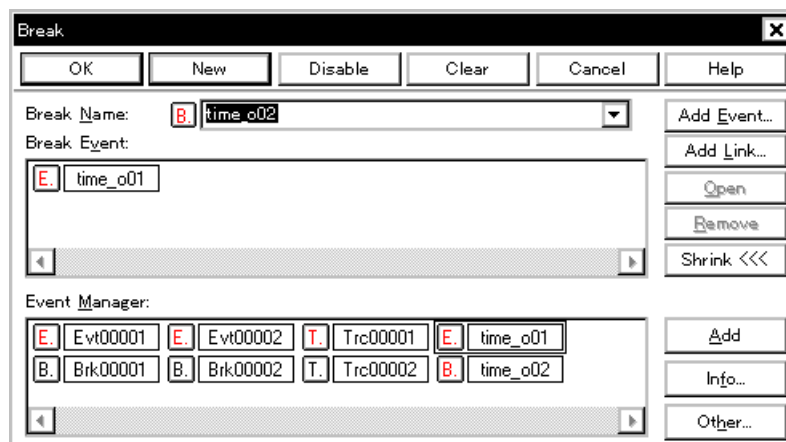 Break
OK New Disable Clear Cancel Help
Break Name: B. time_o02
Add Event...
Break Event:
Add Link...
E. time_o01
Open
Remove
Shrink <<<
Event Manager:
E. Evt00001 E. Evt00002 T. Trc00001 E. time_o01
Add
B. Brk00001 B. Brk00002 T. Trc00002 B. time_o02
Info...
Other...